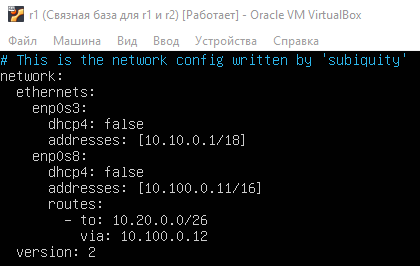 r1 (Связная база для r1 и r2) [Работает] - Oracle VM VirtualBox
Файл Машина Вид Ввод Устройства Справка
# This is the network config written by 'subiquity'
network:
  ethernets:
    enp0s3:
      dhcp4: false
      addresses: [10.10.0.1/18]
    enp0s8:
      dhcp4: false
      addresses: [10.100.0.11/16]
      routes:
        - to: 10.20.0.0/26
          via: 10.100.0.12
  version: 2